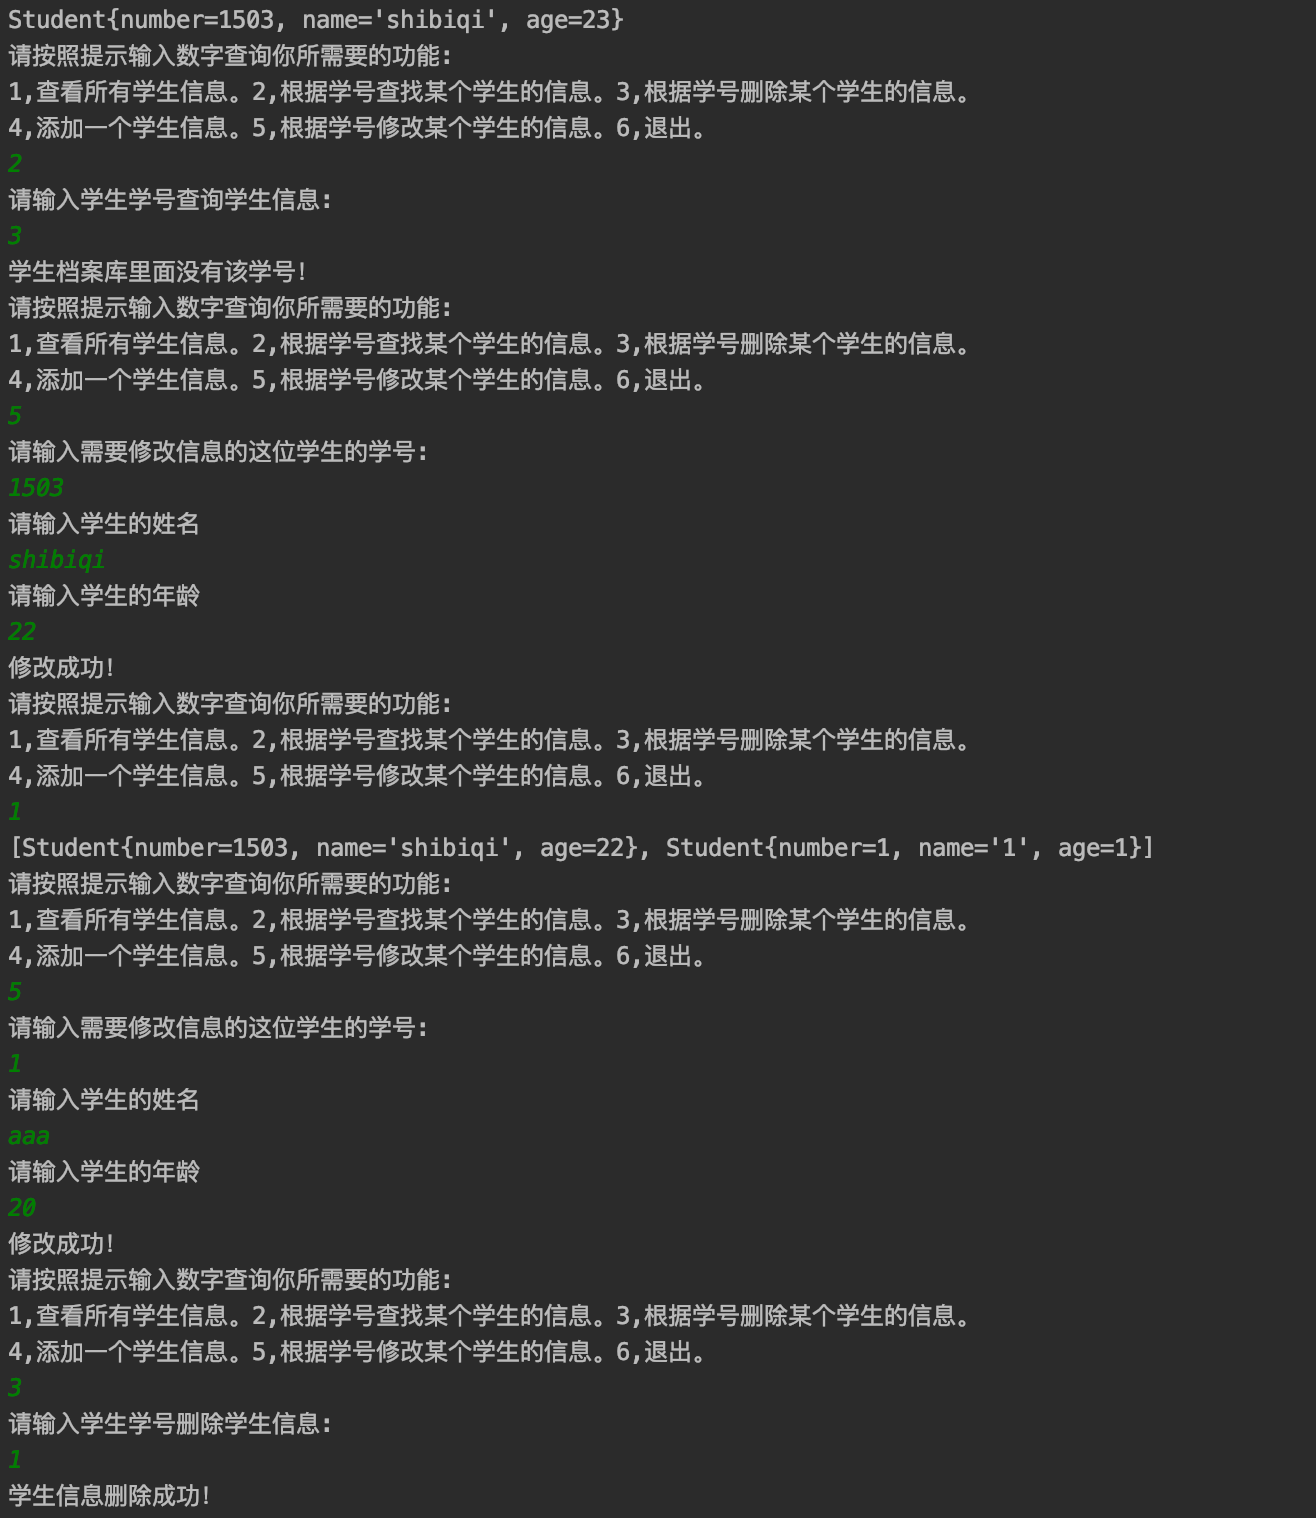 Student{number=1503, name='shibiqi', age=23}
请按照提示输入数字查询你所需要的功能:
1,查看所有学生信息。2,根据学号查找某个学生的信息。3,根据学号删除某个学生的信息。
4,添加一个学生信息。5,根据学号修改某个学生的信息。6,退出。
2
请输入学生学号查询学生信息:
3
学生档案库里面没有该学号!
请按照提示输入数字查询你所需要的功能:
1,查看所有学生信息。2,根据学号查找某个学生的信息。3,根据学号删除某个学生的信息。
4,添加一个学生信息。5,根据学号修改某个学生的信息。6,退出。
5
请输入需要修改信息的这位学生的学号:
1503
请输入学生的姓名
shibiqi
请输入学生的年龄
22
修改成功!
请按照提示输入数字查询你所需要的功能:
1,查看所有学生信息。2,根据学号查找某个学生的信息。3,根据学号删除某个学生的信息。
4,添加一个学生信息。5,根据学号修改某个学生的信息。6,退出。
1
[Student{number=1503, name='shibiqi', age=22}, Student{number=1, name='1', age=1}]
请按照提示输入数字查询你所需要的功能:
1,查看所有学生信息。2,根据学号查找某个学生的信息。3,根据学号删除某个学生的信息。
4,添加一个学生信息。5,根据学号修改某个学生的信息。6,退出。
5
请输入需要修改信息的这位学生的学号:
1
请输入学生的姓名
aaa
请输入学生的年龄
20
修改成功!
请按照提示输入数字查询你所需要的功能:
1,查看所有学生信息。2,根据学号查找某个学生的信息。3,根据学号删除某个学生的信息。
4,添加一个学生信息。5,根据学号修改某个学生的信息。6,退出。
3
请输入学生学号删除学生信息:
1
学生信息删除成功!